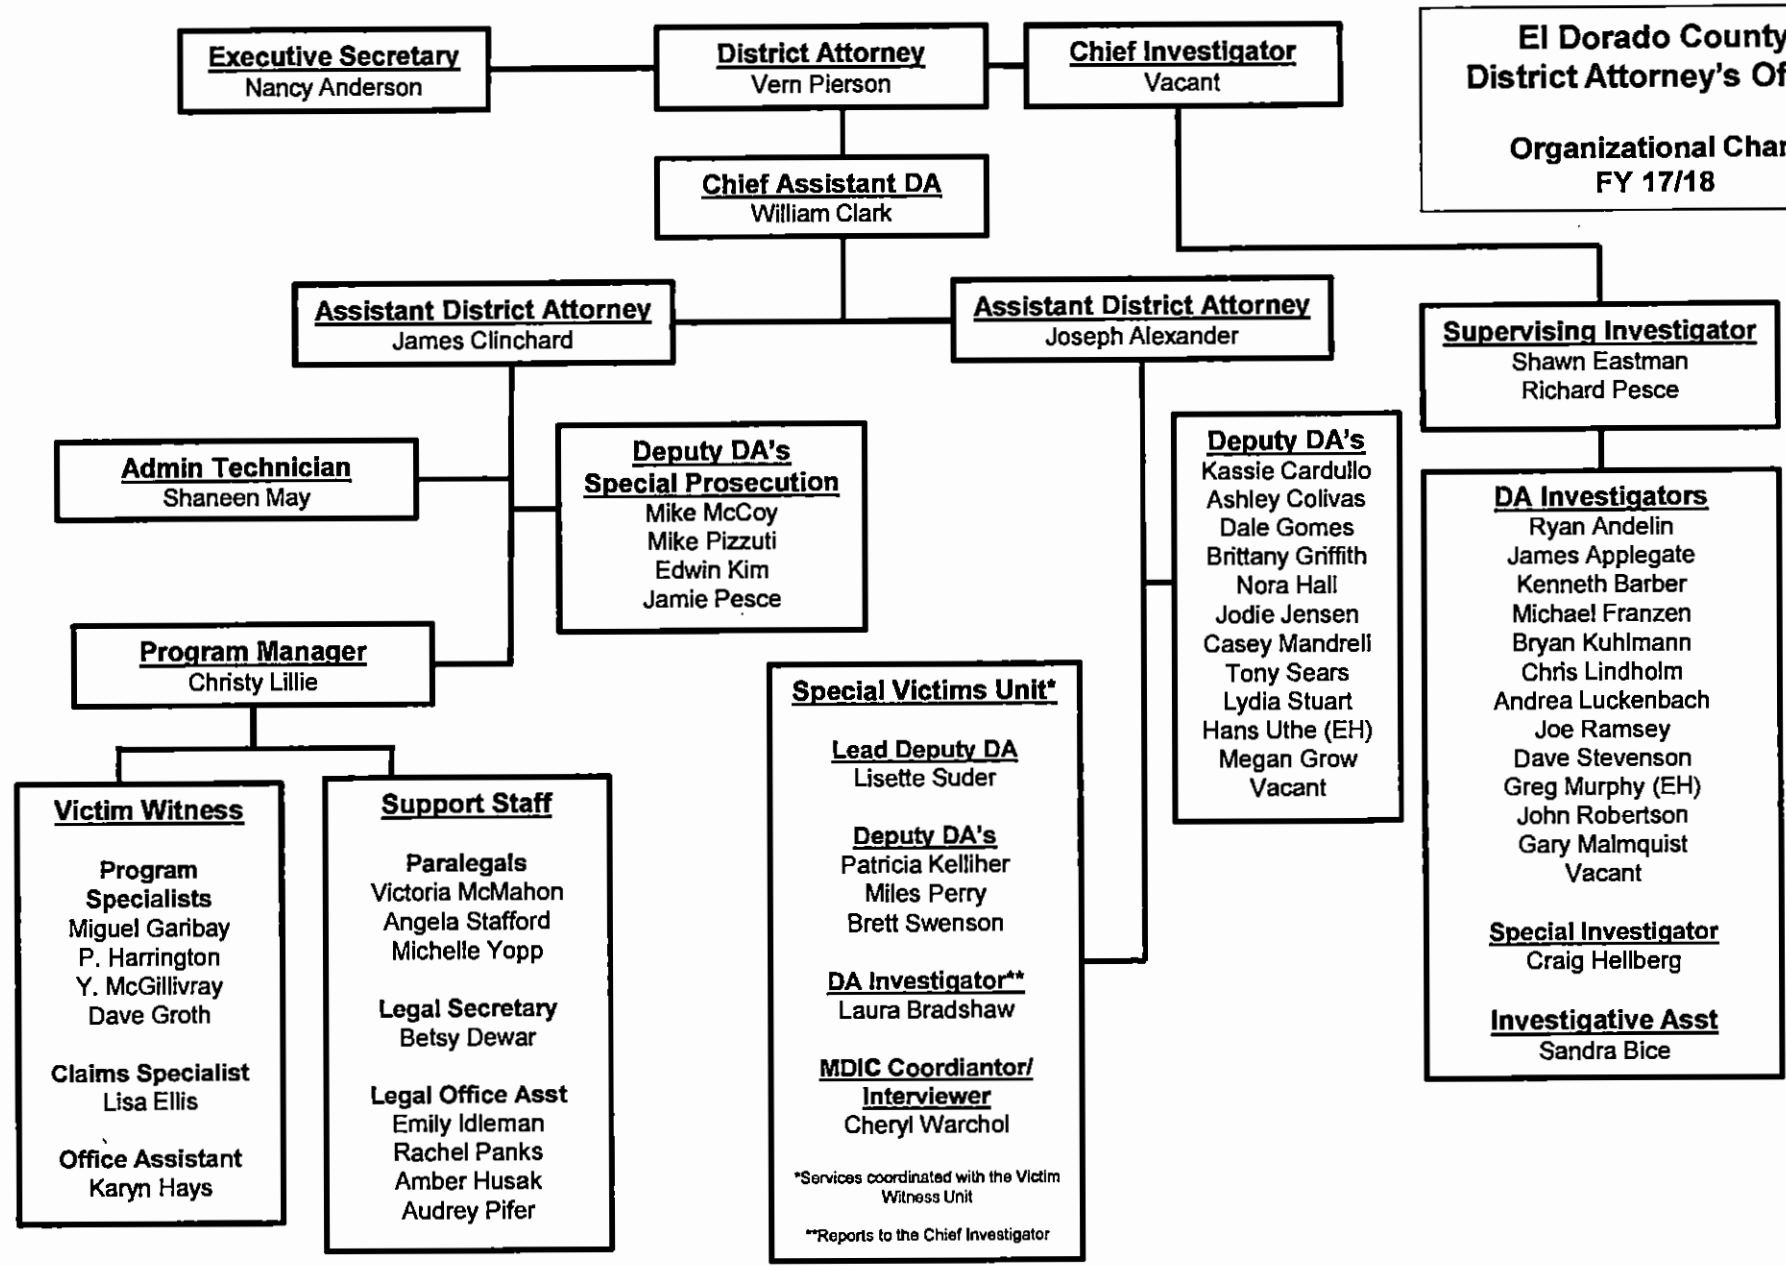 Executive Secretary
Nancy Anderson
District Attorney
Vern Pierson
Chief Investigator
Vacant
El Dorado County
District Attorney's
Organizational
FY 17/18
Chief Assistant DA
William Clark
Assistant District Attorney
James Clinchard
Assistant District Attorney
Joseph Alexander
Supervising Investigator
Shawn Eastman
Richard Pesce
Admin Technician
Shaneen May
Deputy DA's
Special Prosecution
Mike McCoy
Mike Pizzuti
Edwin Kim
Jamie Pesce
Deputy DA's
Kassie Cardullo
Ashley Colivas
Dale Gomes
Brittany Griffith
Nora Hall
Jodie Jensen
Casey Mandrell
Tony Sears
Lydia Stuart
Hans Uthe (EH)
Megan Grow
Vacant
DA Investigators
Ryan Andelin
James Applegate
Kenneth Barber
Michael Franzen
Bryan Kuhlmann
Chris Lindholm
Andrea Luckenbach
Joe Ramsey
Dave Stevenson
Greg Murphy (EH)
John Robertson
Gary Malmquist
Vacant
Special Investigator
Craig Hellberg
Investigative Asst
Sandra Bice
Program Manager
Christy Lillie
Victim Witness
Program
Specialists
Miguel Garibay
P. Harrington
Y. McGillivray
Dave Groth
Claims Specialist
Lisa Ellis
Office Assistant
Karyn Hays
Support Staff
Paralegals
Victoria McMahon
Angela Stafford
Michelle Yopp
Legal Secretary
Betsy Dewar
Legal Office Asst
Emily Idleman
Rachel Panks
Amber Husak
Audrey Pifer
Special Victims Unit*
Lead Deputy DA
Lisette Suder
Deputy DA's
Patricia Kelliher
Miles Perry
Brett Swenson
DA Investigator**
Laura Bradshaw
MDIC Coordiantor/
Interviewer
Cheryl Warchol
*Services coordinated with the Victim
Witness Unit
**Reports to the Chief Investigator